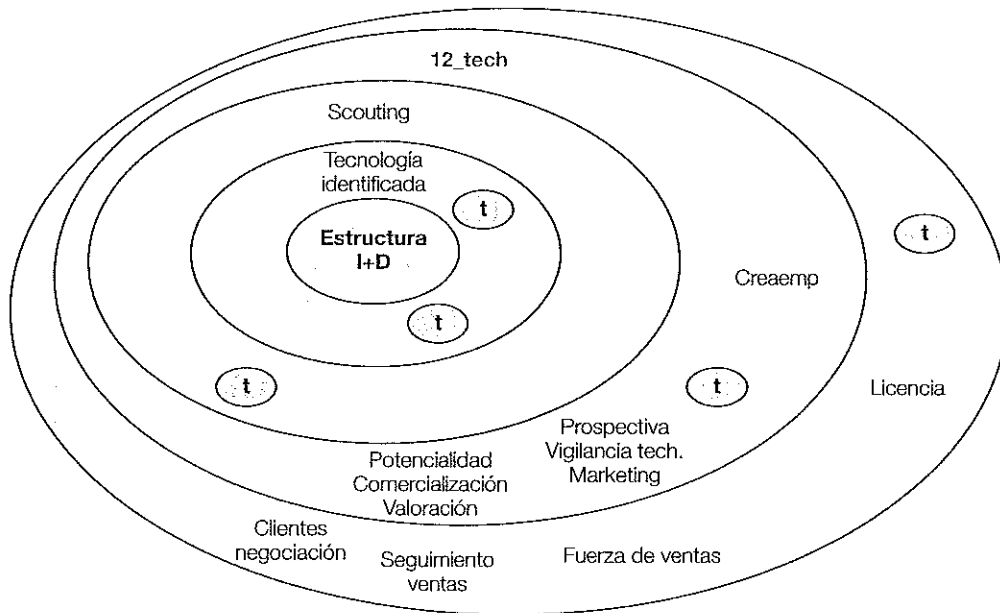 12_tech
Scouting
Tecnología
identificada
t
Estructura
I+D
t
t
Creaemp
t
t
Licencia
Prospectiva
Vigilancia tech.
Marketing
Potencialidad
Comercialización
Valoración
Clientes
negociación
Seguimiento
ventas
Fuerza de ventas